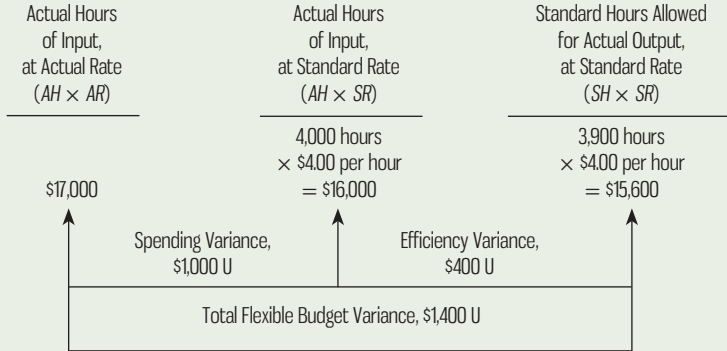 Actual Hours
of Input,
at Actual Rate
(AH × AR)
$17,000
Actual Hours
of Input,
at Standard Rate
(AH × SR)
4,000 hours
× $4.00 per hour
= $16,000
Standard Hours Allowed
for Actual Output,
at Standard Rate
(SH × SR)
3,900 hours
× $4.00 per hour
= $15,600
Spending Variance,
$1,000 U
Efficiency Variance,
$400 U
Total Flexible Budget Variance, $1,400 U